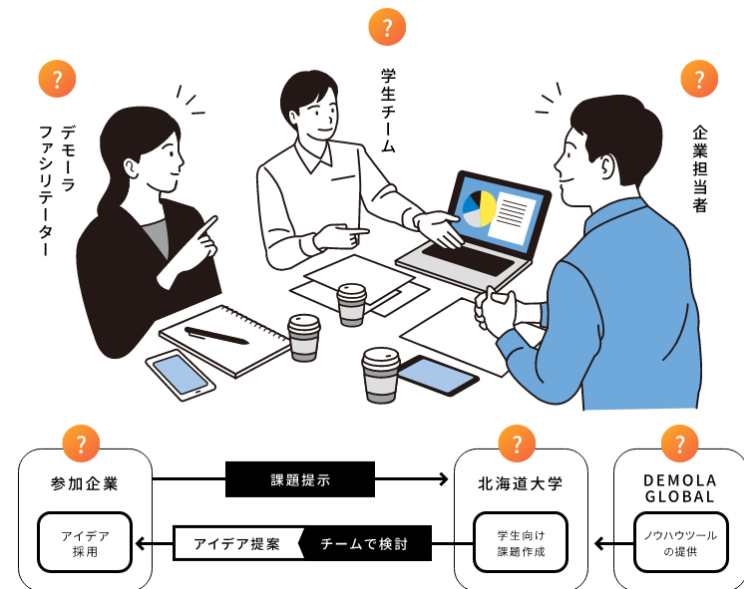 ?
?
?
学生チーム
デモーラ
ファシリテーター
企業担当者
?
?
?
参加企業
課題提示
北海道大学
DEMOLA
GLOBAL
アイデア
採用
アイデア提案
チームで検討
学生向け
課題作成
ノウハウツール
の提供